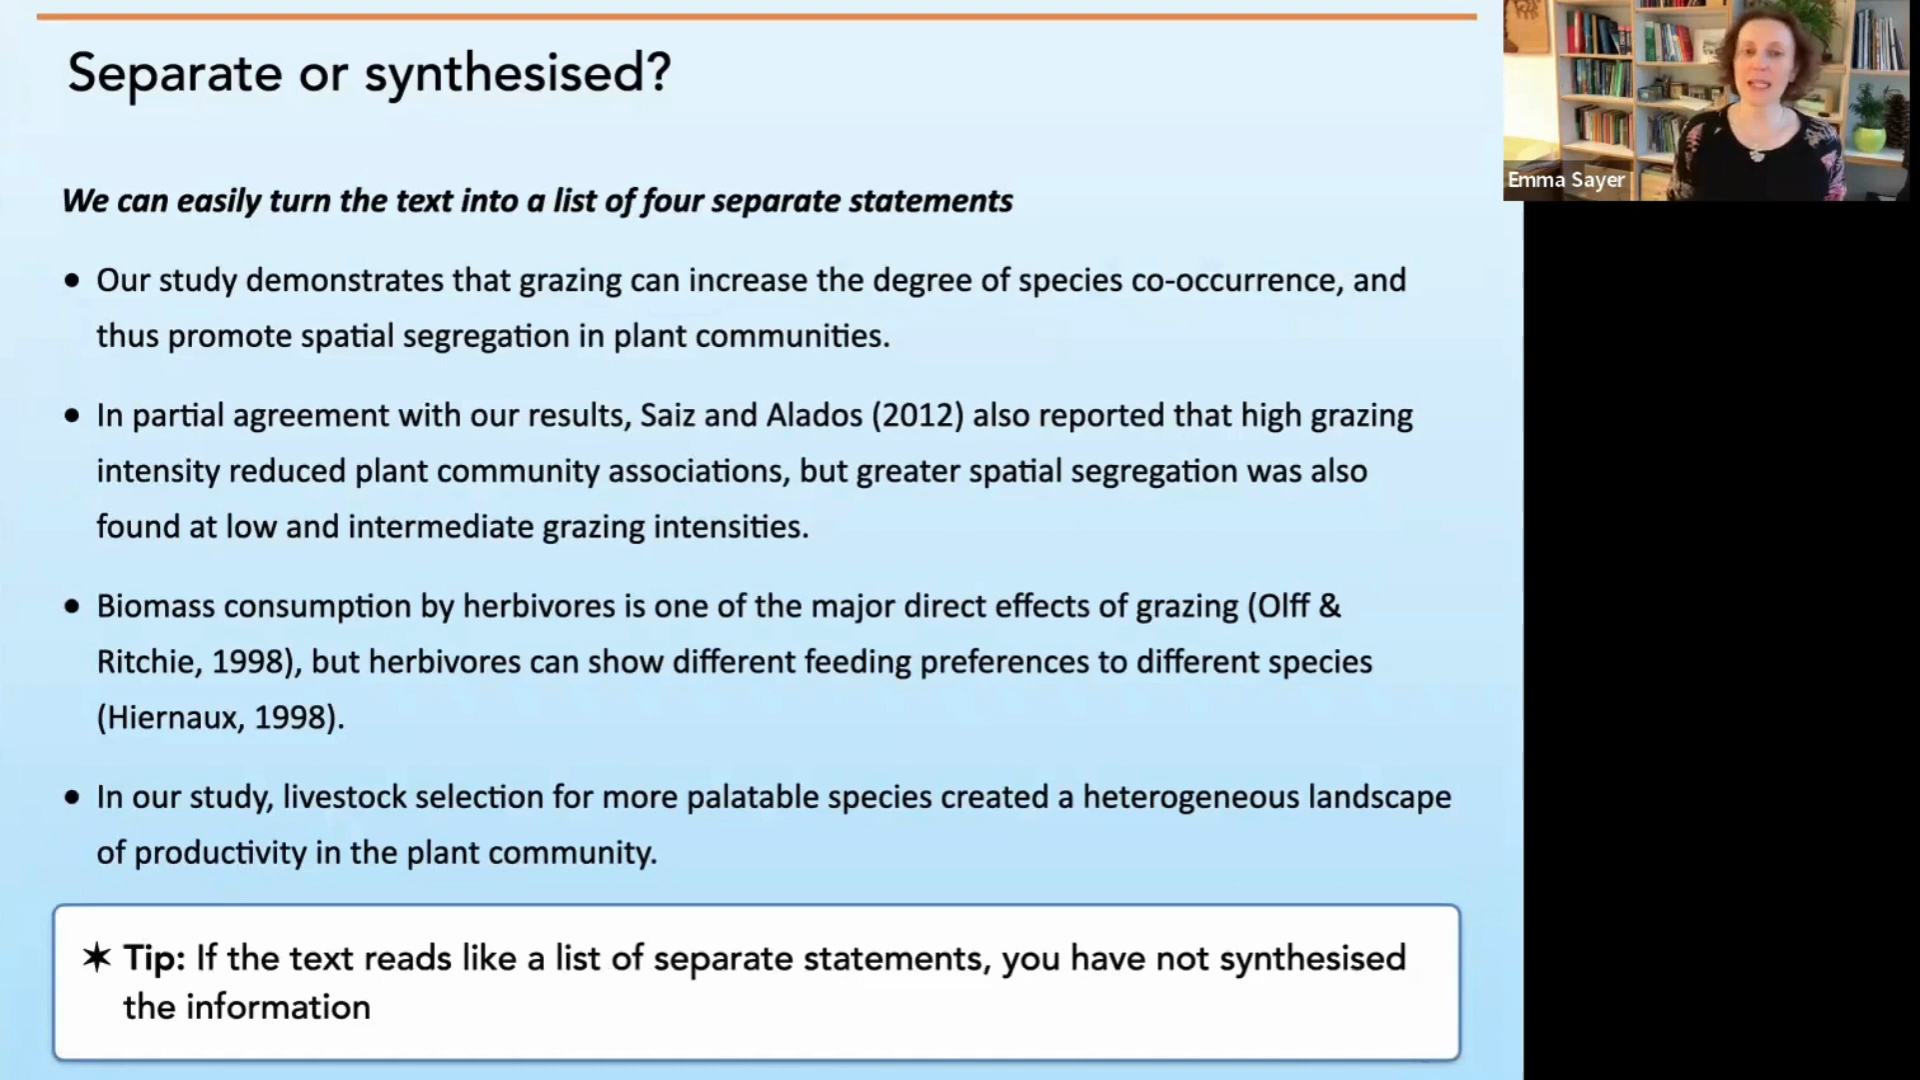 Separate or synthesised?
Emma Sayer
We can easily turn the text into a list of four separate statements
• Our study demonstrates that grazing can increase the degree of species co-occurrence, and
thus promote spatial segregation in plant communities.
• In partial agreement with our results, Saiz and Alados (2012) also reported that high grazing
intensity reduced plant community associations, but greater spatial segregation was also
found at low and intermediate grazing intensities.
• Biomass consumption by herbivores is one of the major direct effects of grazing (Olff &
Ritchie, 1998), but herbivores can show different feeding preferences to different species
(Hiernaux, 1998).
• In our study, livestock selection for more palatable species created a heterogeneous landscape
of productivity in the plant community.
✶ Tip: If the text reads like a list of separate statements, you have not synthesised
the information